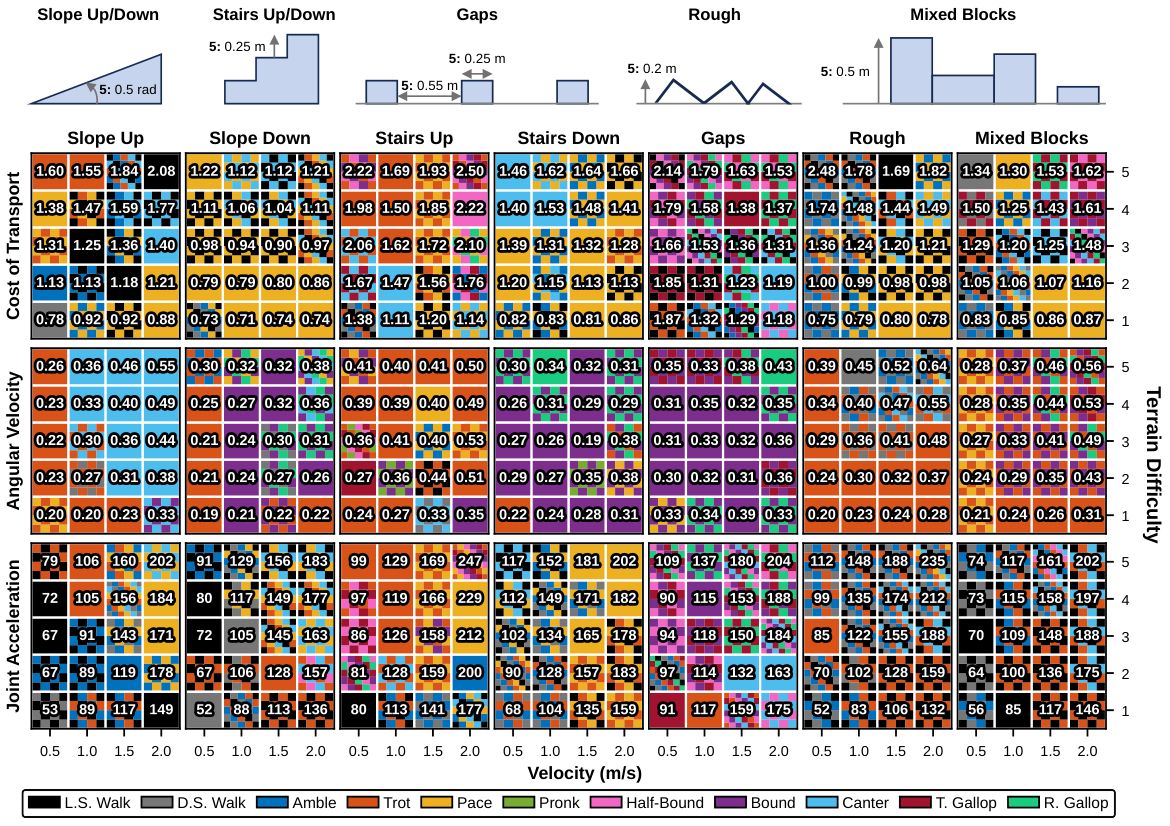 Slope Up/Down Stairs Up/Down Gaps Rough Mixed Blocks
5: 0.5 rad
5: 0.25 m
5: 0.25 m
5: 0.55 m
5: 0.2 m
5: 0.5 m
Slope Up Slope Down Stairs Up Stairs Down Gaps Rough Mixed Blocks
Cost of Transport
1.60 1.55 1.84 2.08 1.22 1.12 1.12 1.21 2.22 1.69 1.93 2.50 1.46 1.62 1.64 1.66 2.14 1.79 1.63 1.53 2.48 1.78 1.69 1.82 1.34 1.30 1.53 1.62 5
1.38 1.47 1.59 1.77 1.11 1.06 1.04 1.11 1.98 1.50 1.85 2.22 1.40 1.53 1.48 1.41 1.79 1.58 1.38 1.37 1.74 1.48 1.44 1.49 1.50 1.25 1.43 1.61 4
1.31 1.25 1.36 1.40 0.98 0.94 0.90 0.97 2.06 1.62 1.72 2.10 1.39 1.31 1.32 1.28 1.66 1.53 1.36 1.31 1.36 1.24 1.20 1.21 1.29 1.20 1.25 1.48 3
1.13 1.13 1.18 1.21 0.79 0.79 0.80 0.86 1.67 1.47 1.56 1.76 1.20 1.15 1.13 1.13 1.85 1.31 1.23 1.19 1.00 0.99 0.98 0.98 1.05 1.06 1.07 1.16 2
0.78 0.92 0.92 0.88 0.73 0.71 0.74 0.74 1.38 1.11 1.20 1.14 0.82 0.83 0.81 0.86 1.87 1.32 1.29 1.18 0.75 0.79 0.80 0.78 0.83 0.85 0.86 0.87 1
Angular Velocity
0.26 0.36 0.46 0.55 0.30 0.32 0.32 0.38 0.41 0.40 0.41 0.50 0.30 0.34 0.32 0.31 0.35 0.33 0.38 0.43 0.39 0.45 0.52 0.64 0.28 0.37 0.46 0.56 5
0.23 0.33 0.40 0.49 0.25 0.27 0.32 0.36 0.39 0.38 0.40 0.49 0.26 0.31 0.29 0.29 0.31 0.35 0.32 0.35 0.34 0.40 0.47 0.55 0.28 0.35 0.44 0.53 4
0.22 0.30 0.36 0.44 0.21 0.24 0.30 0.31 0.36 0.41 0.40 0.53 0.27 0.26 0.19 0.38 0.31 0.33 0.32 0.36 0.29 0.36 0.41 0.48 0.27 0.33 0.41 0.49 3
0.23 0.27 0.31 0.38 0.21 0.24 0.27 0.26 0.27 0.36 0.44 0.51 0.29 0.27 0.35 0.38 0.30 0.32 0.31 0.36 0.24 0.30 0.32 0.37 0.24 0.29 0.35 0.43 2
0.20 0.20 0.23 0.33 0.19 0.21 0.22 0.22 0.24 0.27 0.33 0.35 0.22 0.24 0.28 0.31 0.33 0.34 0.39 0.33 0.20 0.23 0.24 0.28 0.21 0.24 0.26 0.31 1
Terrain Difficulty
Joint Acceleration
79 106 160 202 91 129 156 183 99 129 169 247 117 152 181 202 109 137 180 204 112 148 188 235 74 117 161 202 5
72 105 156 184 80 117 149 177 97 119 166 229 112 149 171 182 90 115 153 188 99 135 174 212 73 115 158 197 4
67 91 143 171 72 105 145 163 86 126 158 212 102 134 165 178 94 118 150 184 85 122 155 188 70 109 148 188 3
67 89 119 178 67 106 128 157 81 128 159 200 90 128 157 183 97 114 132 163 70 102 128 159 64 100 136 175 2
53 89 117 149 52 88 113 136 80 113 141 177 68 104 135 159 91 117 159 175 52 83 106 132 56 85 117 146 1
0.5 1.0 1.5 2.0 0.5 1.0 1.5 2.0 0.5 1.0 1.5 2.0 0.5 1.0 1.5 2.0 0.5 1.0 1.5 2.0 0.5 1.0 1.5 2.0 0.5 1.0 1.5 2.0
Velocity (m/s)
L.S. Walk D.S. Walk Amble Trot Pace Pronk Half-Bound Bound Canter T. Gallop R. Gallop